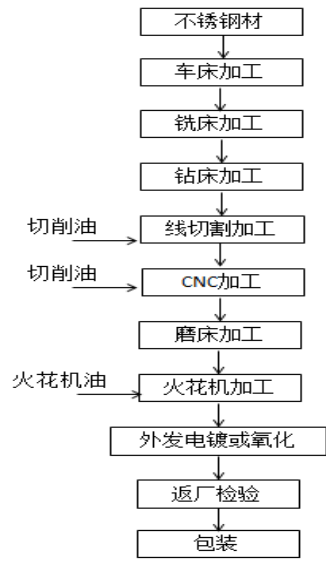 不锈钢材
车床加工
铣床加工
钻床加工
切削油
线切割加工
切削油
CNC加工
磨床加工
火花机油
火花机加工
外发电镀或氧化
返厂检验
包装